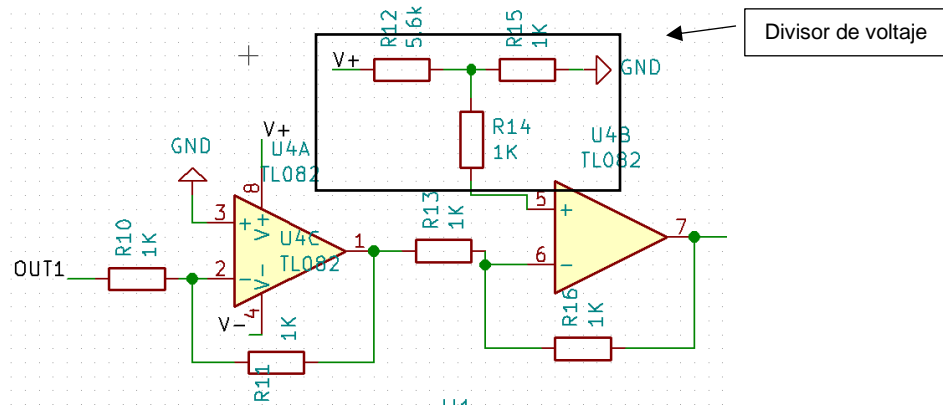 Divisor de voltaje
R12
5.6k
R15
1K
V+
GND
R14
1K
U4B
TL082
V+
GND
U4A
TL082
8
3
+
V+
R10
1K
U4C
TL082
1
R13
1K
5
+
7
OUT1
2
-
V-
6
-
4
V-
1K
R11
R16
1K
U1